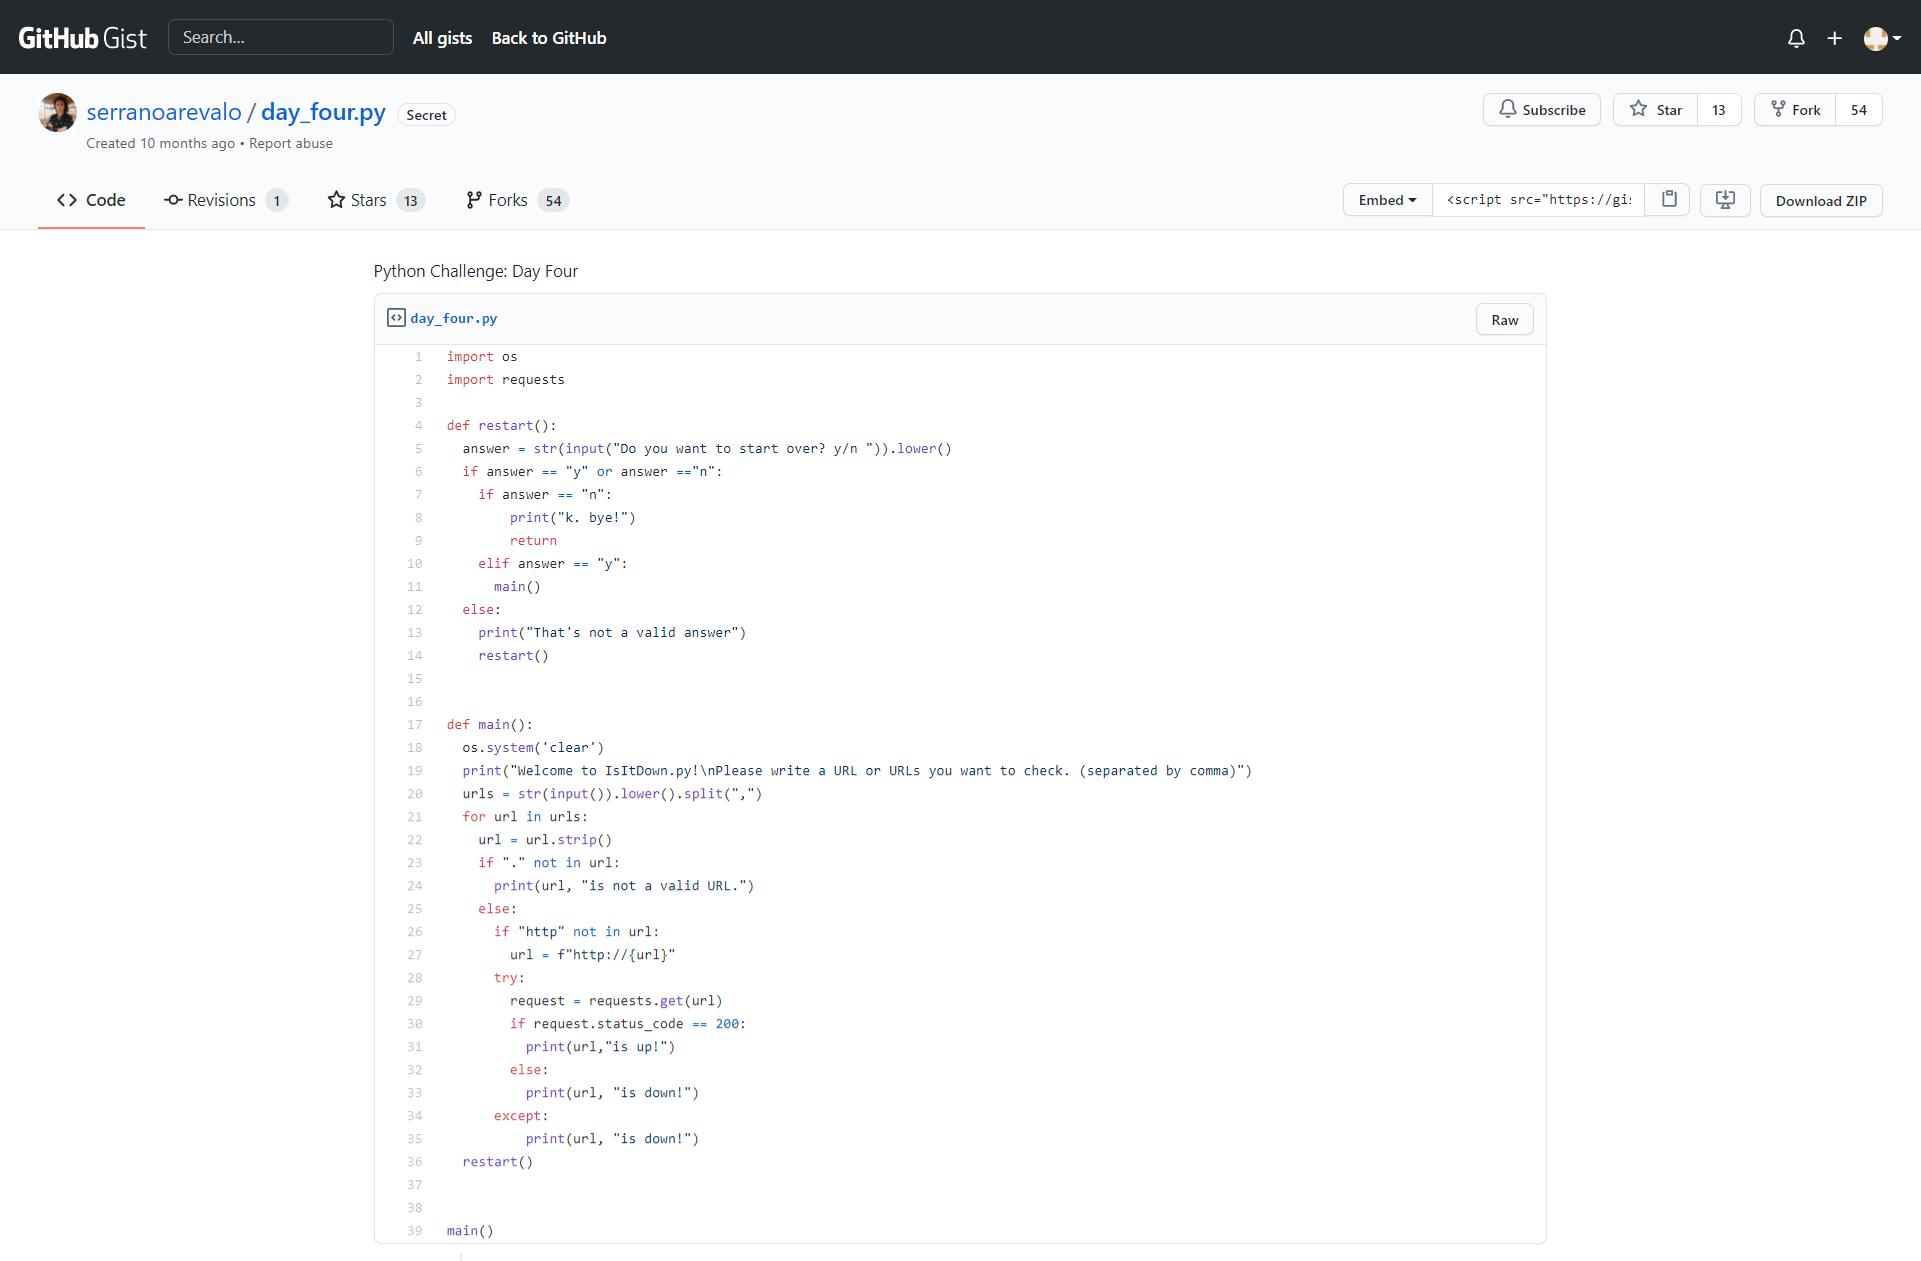 GitHub Gist Search... All gists Back to GitHub
serranoarevalo / day_four.py Secret
Subscribe Star 13 Fork 54
Created 10 months ago • Report abuse
Code Revisions 1 Stars 13 Forks 54
Embed <script src="https://gis Download ZIP
Python Challenge: Day Four
day_four.py Raw
1 import os
2 import requests
3
4 def restart():
5 answer = str(input("Do you want to start over? y/n ")).lower()
6 if answer == "y" or answer =="n":
7 if answer == "n":
8 print("k. bye!")
9 return
10 elif answer == "y":
11 main()
12 else:
13 print("That's not a valid answer")
14 restart()
15
16
17 def main():
18 os.system('clear')
19 print("Welcome to IsItDown.py!\nPlease write a URL or URLs you want to check. (separated by comma)")
20 urls = str(input()).lower().split(",")
21 for url in urls:
22 url = url.strip()
23 if "." not in url:
24 print(url, "is not a valid URL.")
25 else:
26 if "http" not in url:
27 url = f"http://{url}"
28 try:
29 request = requests.get(url)
30 if request.status_code == 200:
31 print(url,"is up!")
32 else:
33 print(url, "is down!")
34 except:
35 print(url, "is down!")
36 restart()
37
38
39 main()